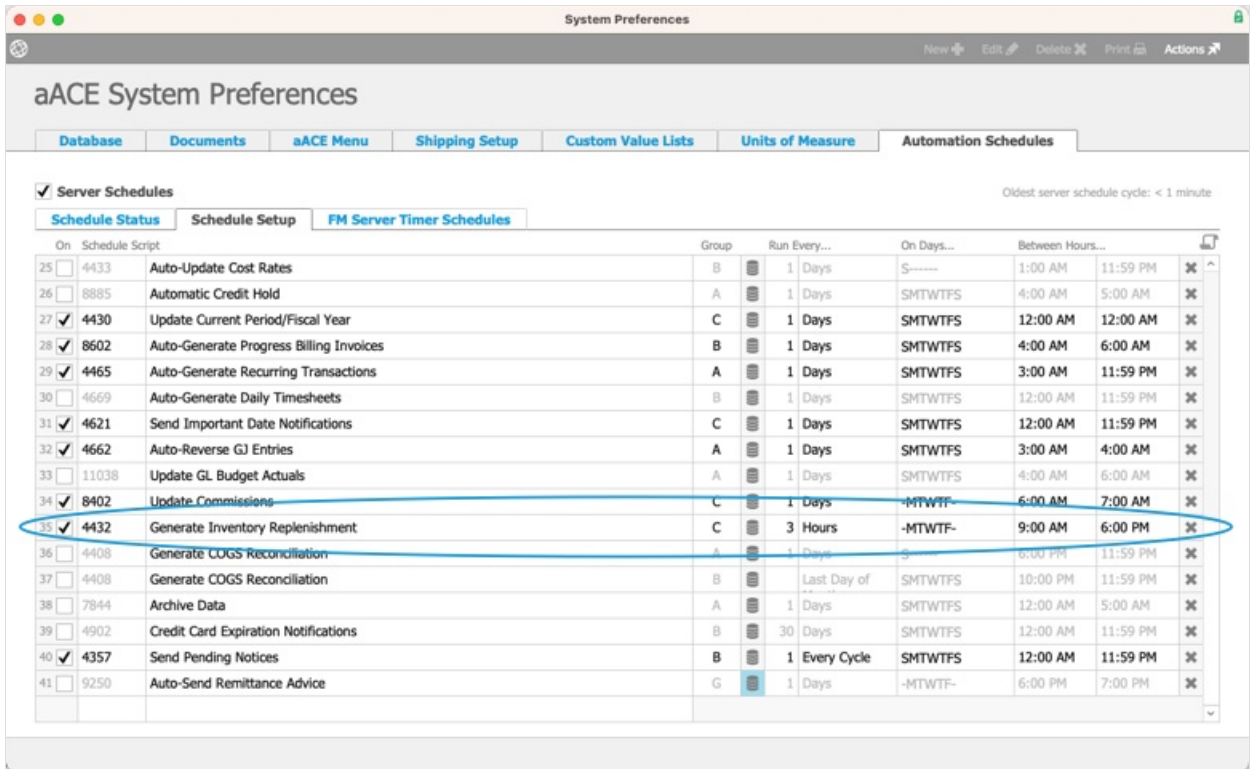 System Preferences
New Edit Delete Print Actions
aACE System Preferences
Database Documents aACE Menu Shipping Setup Custom Value Lists Units of Measure Automation Schedules
Server Schedules Oldest server schedule cycle: < 1 minute
Schedule Status Schedule Setup FM Server Timer Schedules
On Schedule Script Group Run Every... On Days... Between Hours...
25 4433 Auto-Update Cost Rates B 1 Days S------ 1:00 AM 11:59 PM
26 8885 Automatic Credit Hold A 1 Days SMTWTFS 4:00 AM 5:00 AM
27 4430 Update Current Period/Fiscal Year C 1 Days SMTWTFS 12:00 AM 12:00 AM
28 8602 Auto-Generate Progress Billing Invoices B 1 Days SMTWTFS 4:00 AM 6:00 AM
29 4465 Auto-Generate Recurring Transactions A 1 Days SMTWTFS 3:00 AM 11:59 PM
30 4669 Auto-Generate Daily Timesheets B 1 Days SMTWTFS 12:00 AM 11:59 PM
31 4621 Send Important Date Notifications C 1 Days SMTWTFS 12:00 AM 11:59 PM
32 4662 Auto-Reverse GJ Entries A 1 Days SMTWTFS 3:00 AM 4:00 AM
33 11038 Update GL Budget Actuals A 1 Days SMTWTFS 4:00 AM 6:00 AM
34 8402 Update Commissions C 1 Days -MTWTF- 6:00 AM 7:00 AM
35 4432 Generate Inventory Replenishment C 3 Hours -MTWTF- 9:00 AM 6:00 PM
36 4408 Generate COGS Reconciliation A 1 Days S------ 6:00 PM 11:59 PM
37 4408 Generate COGS Reconciliation B Last Day of SMTWTFS 10:00 PM 11:59 PM
38 7844 Archive Data A 1 Days SMTWTFS 12:00 AM 5:00 AM
39 4902 Credit Card Expiration Notifications B 30 Days SMTWTFS 12:00 AM 11:59 PM
40 4357 Send Pending Notices B 1 Every Cycle SMTWTFS 12:00 AM 11:59 PM
41 9250 Auto-Send Remittance Advice G 1 Days -MTWTF- 6:00 PM 7:00 PM